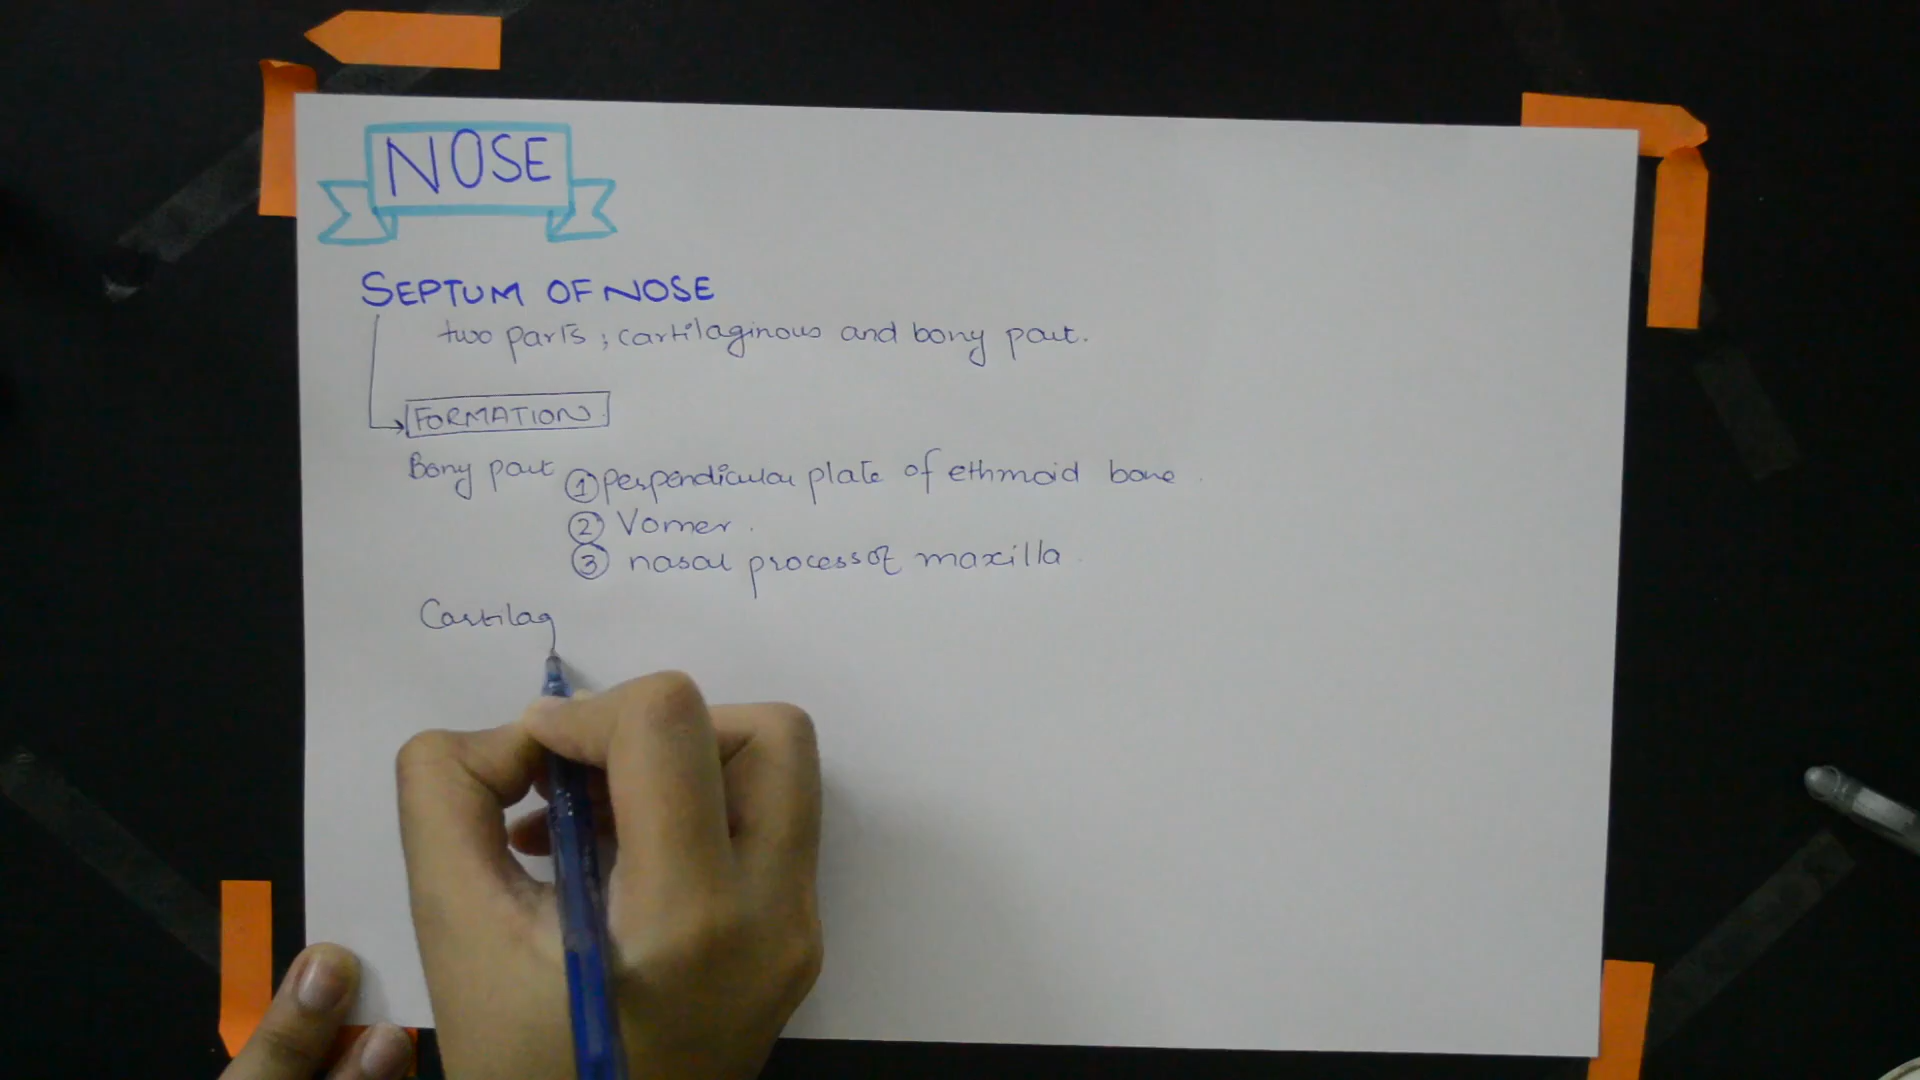 NOSE
SEPTUM OF NOSE
two parts ; cartilaginous and bony part.
FORMATION
Bony part ① perpendicular plate of ethmoid bone
② Vomer.
③ nasal process of maxilla
Cartilag